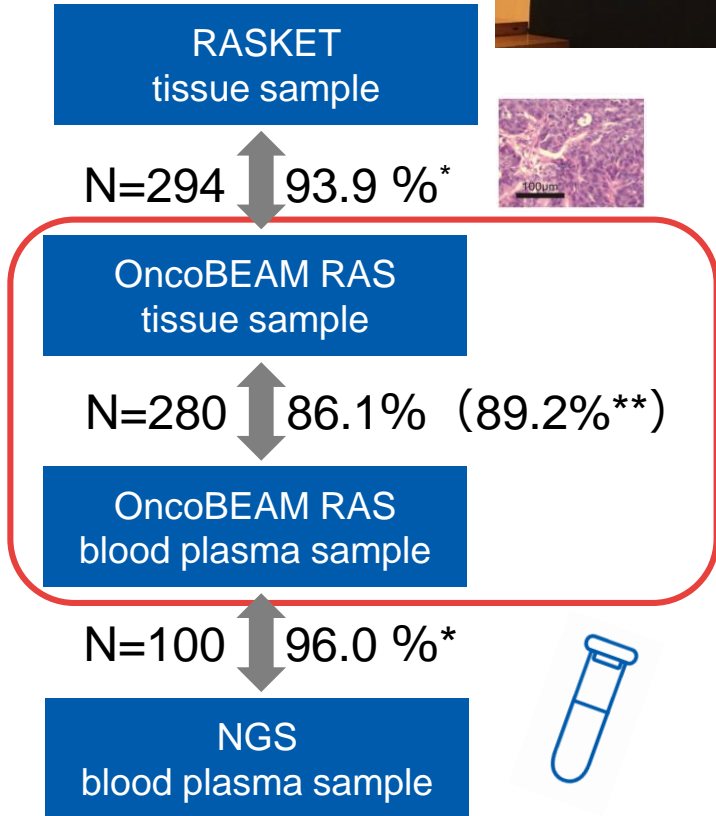 RASKET
tissue sample
N=294 93.9 %*
100μm
OncoBEAM RAS
tissue sample
N=280 86.1% （89.2%**）
OncoBEAM RAS
blood plasma sample
N=100 96.0 %*
NGS
blood plasma sample